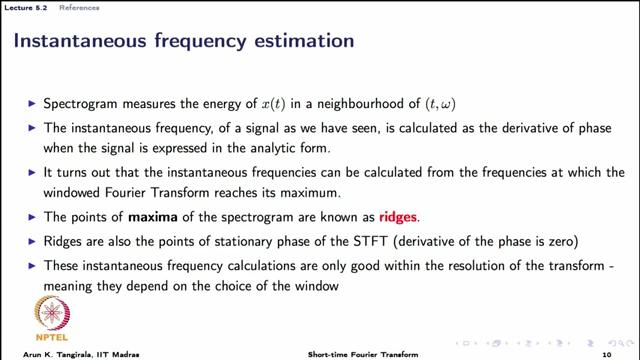 Lecture 5.2 References
Instantaneous frequency estimation
▶ Spectrogram measures the energy of x(t) in a neighbourhood of (t, ω)
▶ The instantaneous frequency, of a signal as we have seen, is calculated as the derivative of phase
when the signal is expressed in the analytic form.
▶ It turns out that the instantaneous frequencies can be calculated from the frequencies at which the
windowed Fourier Transform reaches its maximum.
▶ The points of maxima of the spectrogram are known as ridges.
▶ Ridges are also the points of stationary phase of the STFT (derivative of the phase is zero)
▶ These instantaneous frequency calculations are only good within the resolution of the transform -
meaning they depend on the choice of the window
NPTEL
Arun K. Tangirala, IIT Madras Short-time Fourier Transform 10